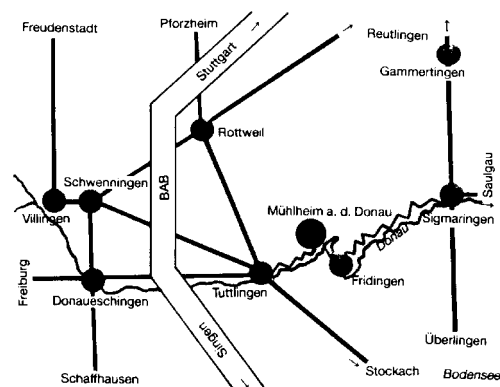 Freudenstadt
Pforzheim
Stuttgart
Reutlingen
Gammertingen
Rottweil
BAB
Schwenningen
Villingen
Saulgau
Mühlheim a. d. Donau
Sigmaringen
Donau
Freiburg
Donaueschingen
Tuttlingen
Fridingen
Singen
Überlingen
Schaffhausen
Stockach
Bodensee